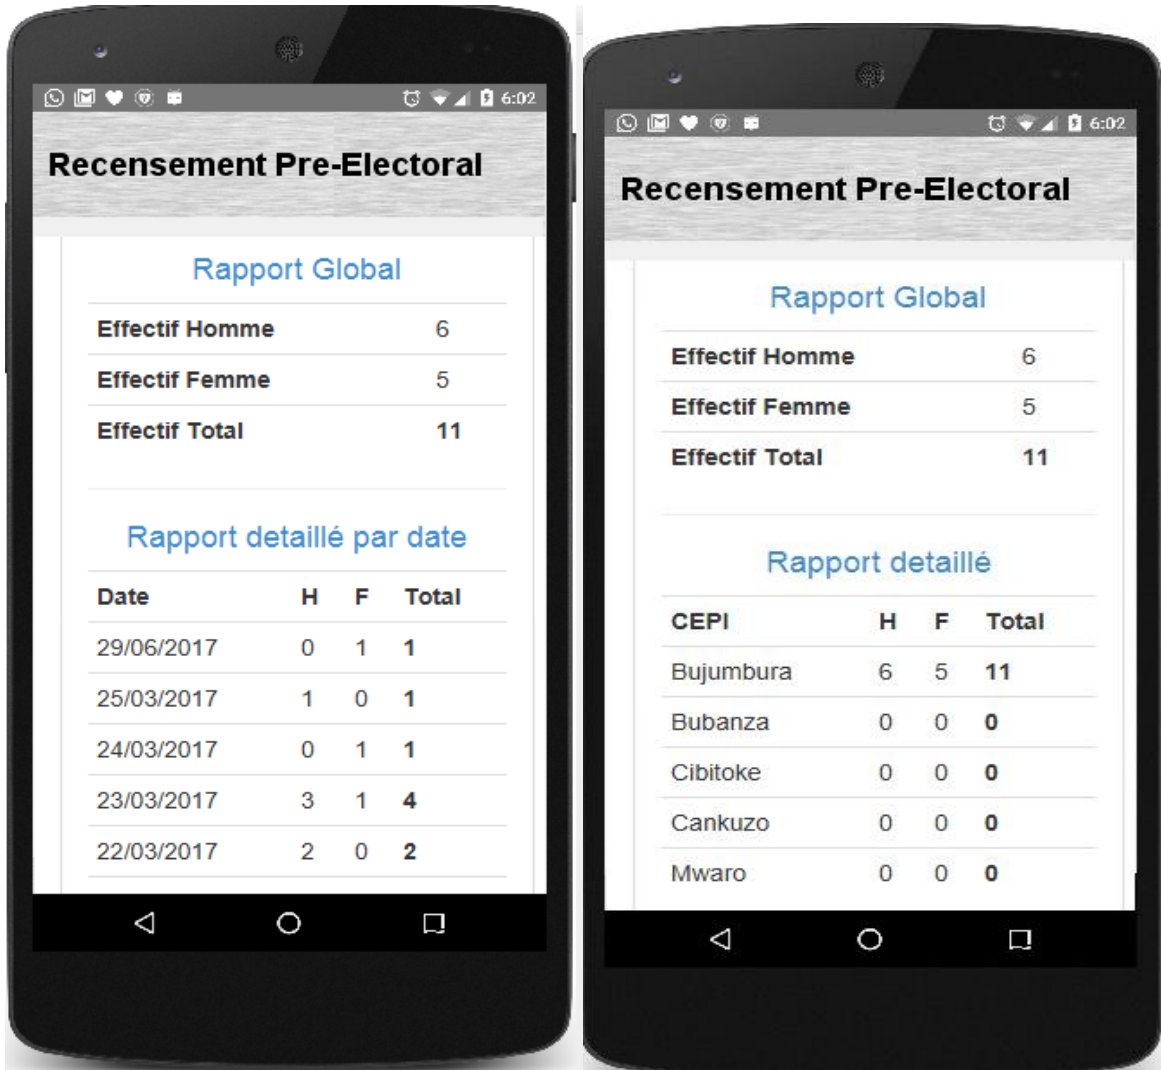 6:02
Recensement Pre-Electoral
Rapport Global
Effectif Homme 6
Effectif Femme 5
Effectif Total 11
Rapport detaillé par date
Date H F Total
29/06/2017 0 1 1
25/03/2017 1 0 1
24/03/2017 0 1 1
23/03/2017 3 1 4
22/03/2017 2 0 2
6:02
Recensement Pre-Electoral
Rapport Global
Effectif Homme 6
Effectif Femme 5
Effectif Total 11
Rapport detaillé
CEPI H F Total
Bujumbura 6 5 11
Bubanza 0 0 0
Cibitoke 0 0 0
Cankuzo 0 0 0
Mwaro 0 0 0